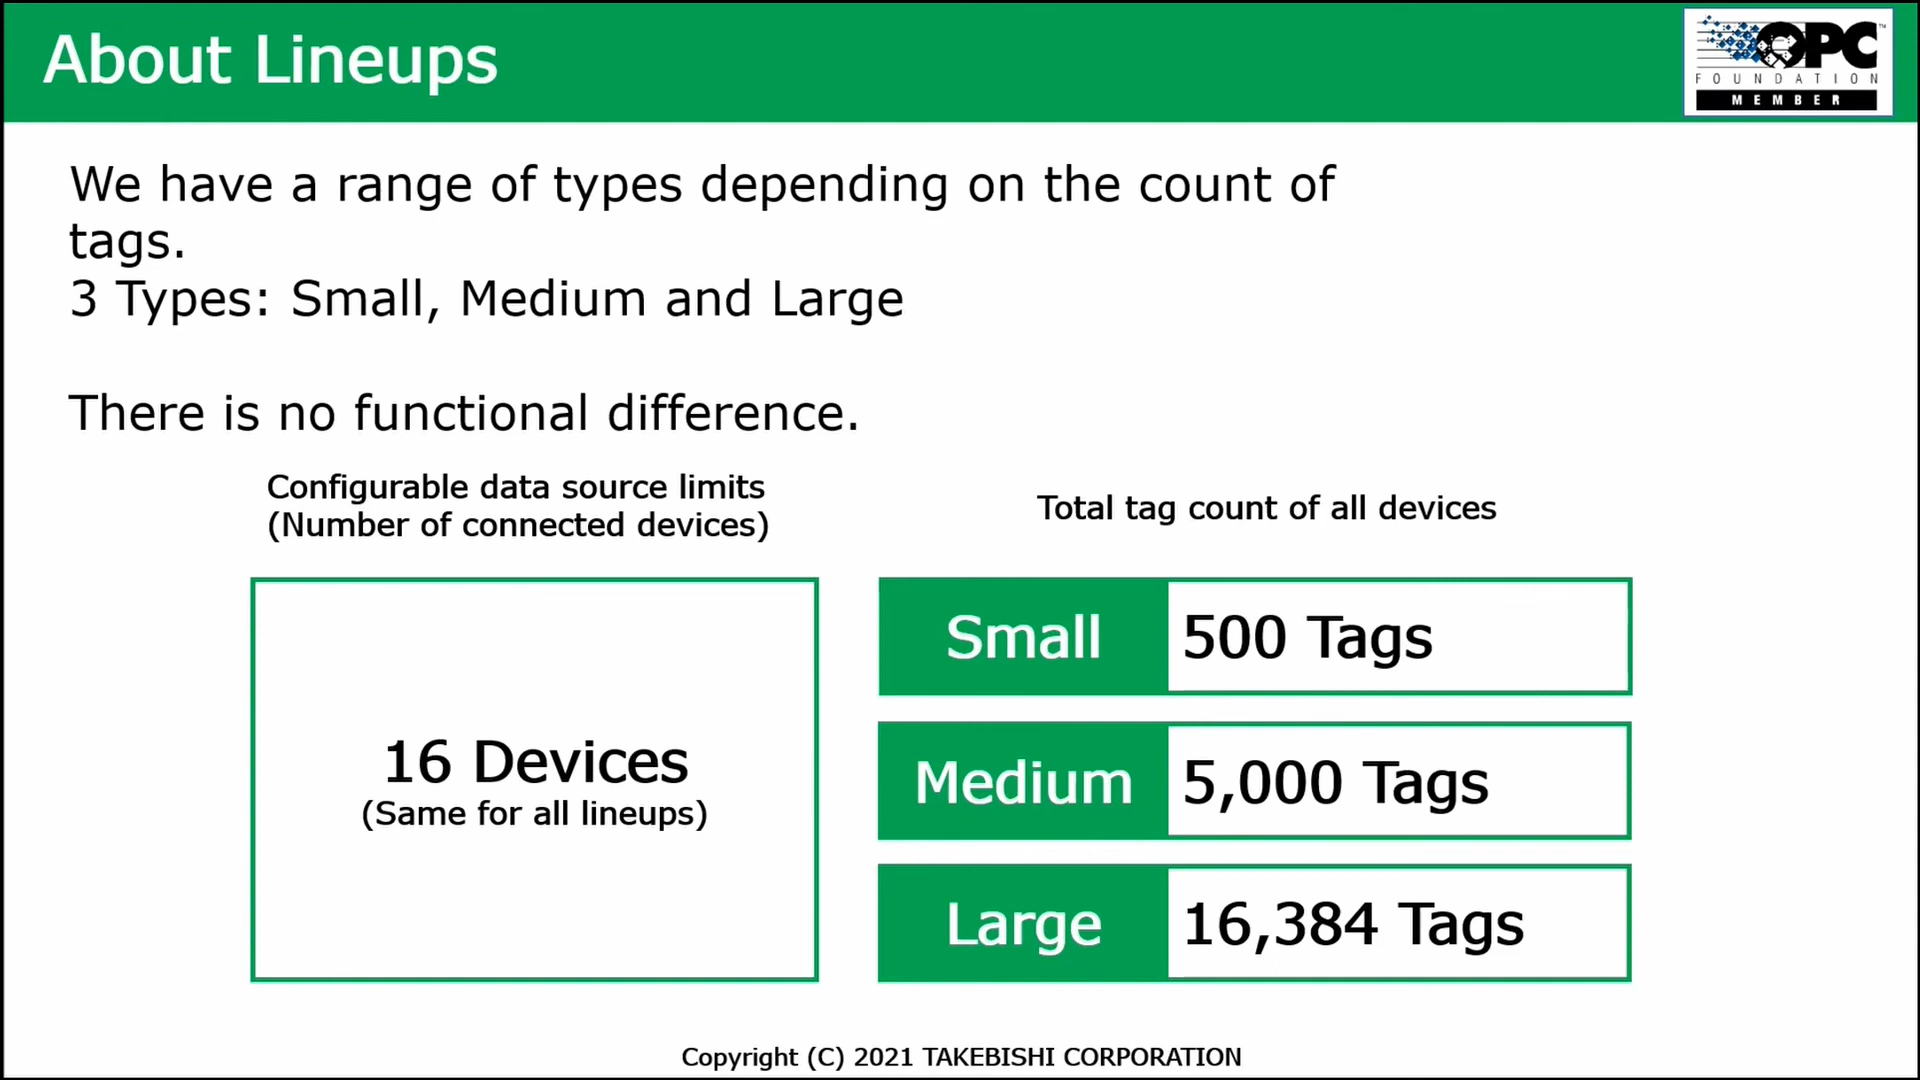 About Lineups
OPC™
FOUNDATION
MEMBER
We have a range of types depending on the count of
tags.
3 Types: Small, Medium and Large
There is no functional difference.
Configurable data source limits
(Number of connected devices)
16 Devices
(Same for all lineups)
Total tag count of all devices
Small 500 Tags
Medium 5,000 Tags
Large 16,384 Tags
Copyright (C) 2021 TAKEBISHI CORPORATION